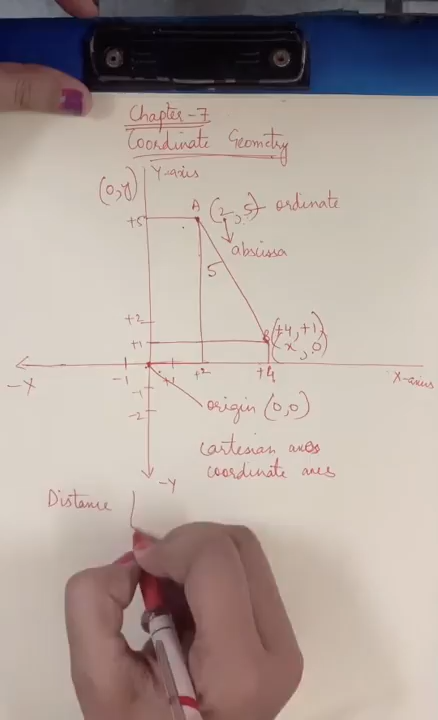 Chapter-7
Coordinate Geometry
Y-axis
(0,y)
A (2,5) ordinate
+5
abscissa
5
+2
+1
B (+4,+1)
(x,0)
-X
-1
+1
+2
+4
X-axis
-1
-2
origin (0,0)
cartesian axes
coordinate axes
-Y
Distance